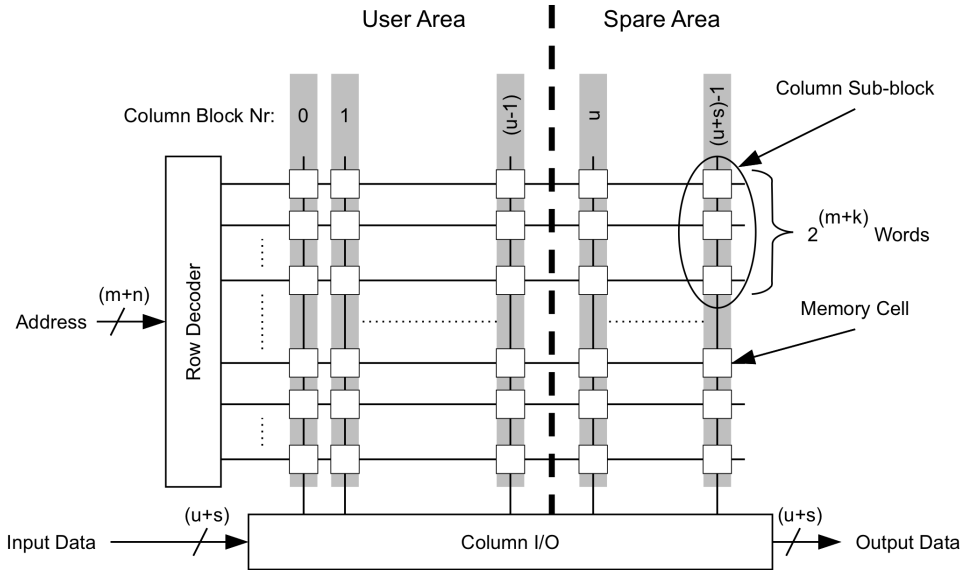 User Area
Spare Area
Column Sub-block
Column Block Nr:
0
1
(u-1)
u
(u+s)-1
2^(m+k) Words
Row Decoder
(m+n)
Address
Memory Cell
(u+s)
Input Data
Column I/O
(u+s)
Output Data